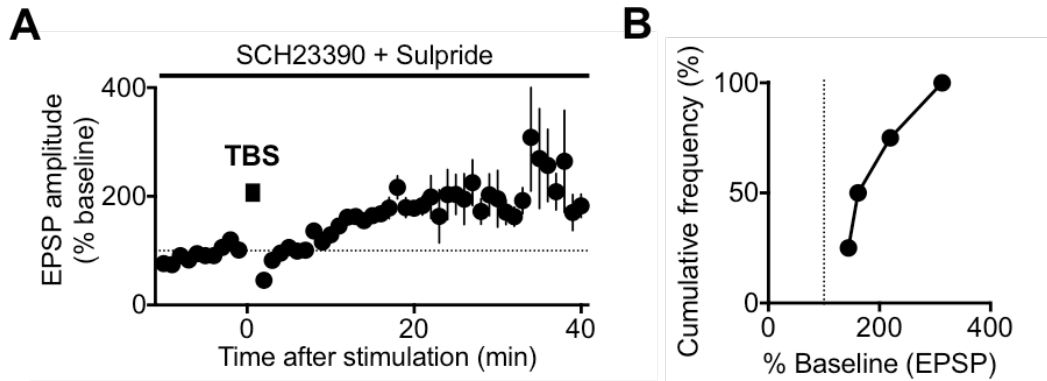 A
SCH23390 + Sulpride
EPSP amplitude
(% baseline)
400
200
0
TBS
0
20
40
Time after stimulation (min)
B
Cumulative frequency (%)
100
50
0
0
200
400
% Baseline (EPSP)